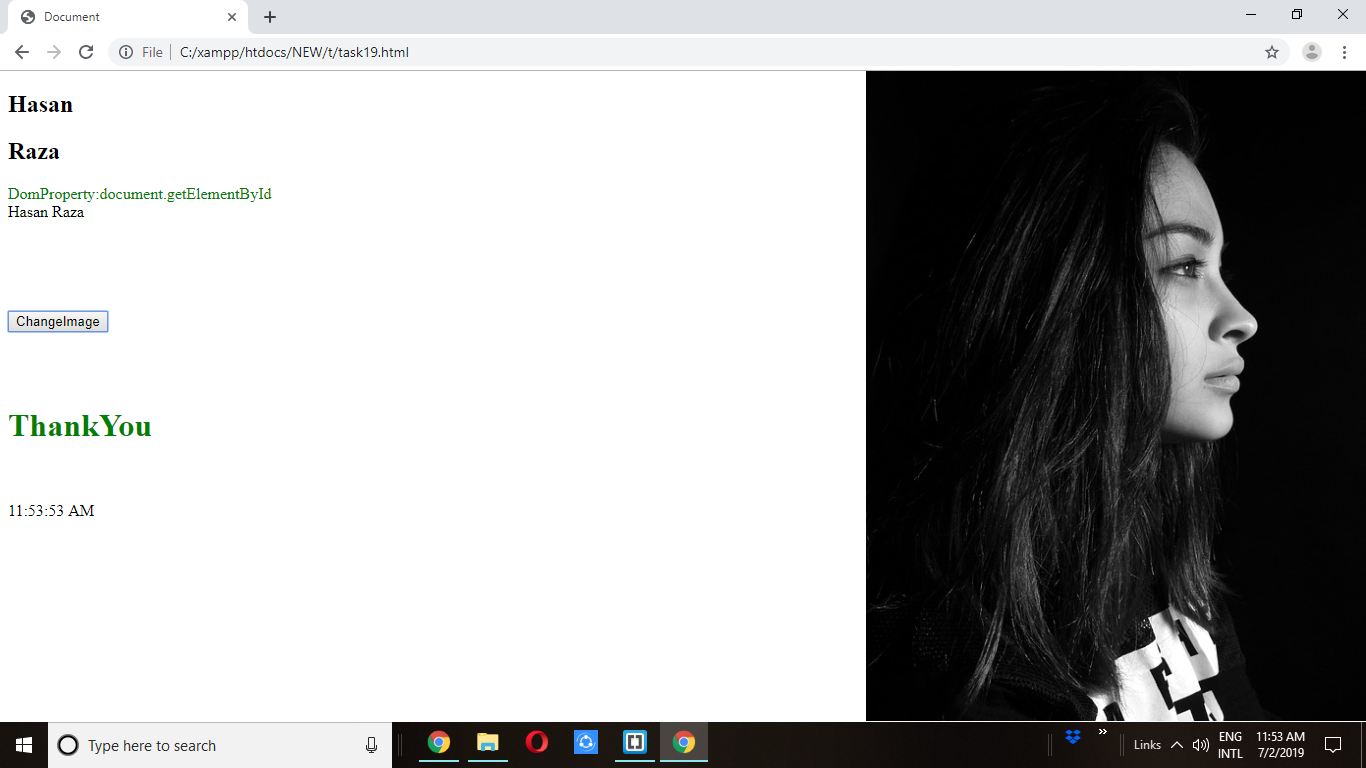 Document
File
C:/xampp/htdocs/NEW/t/task19.html
Hasan
Raza
DomProperty:document.getElementById
Hasan Raza
ChangeImage
ThankYou
11:53:53 AM
Type here to search
Links
ENG
INTL
11:53 AM
7/2/2019